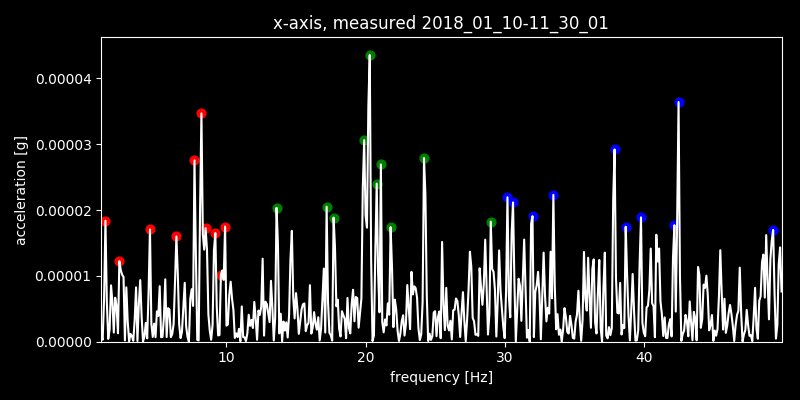 x-axis, measured 2018_01_10-11_30_01
0.00004
0.00003
0.00002
0.00001
0.00000
acceleration [g]
10 20 30 40
frequency [Hz]